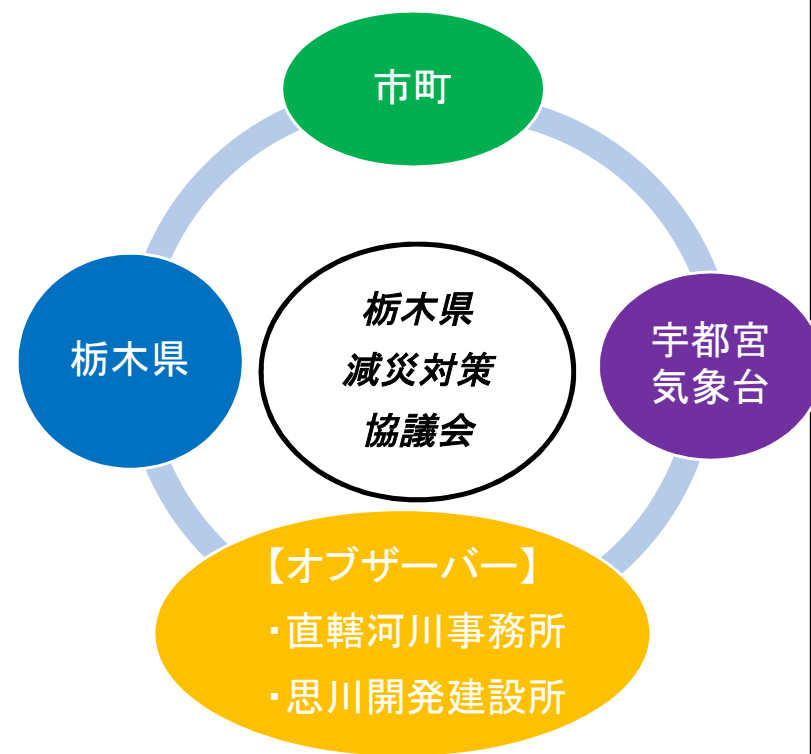 市町
栃木県
減災対策
協議会
栃木県
宇都宮
気象台
【オブザーバー】
・直轄河川事務所
・思川開発建設所